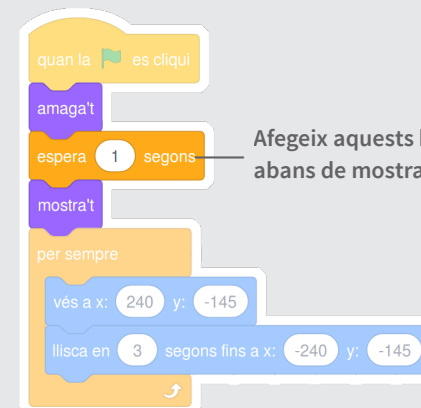 quan la es cliqui
amaga't
espera 1 segons
Afegeix aquests
abans de mostra
mostra't
per sempre
vés a x: 240 y: -145
llisca en 3 segons fins a x: -240 y: -145